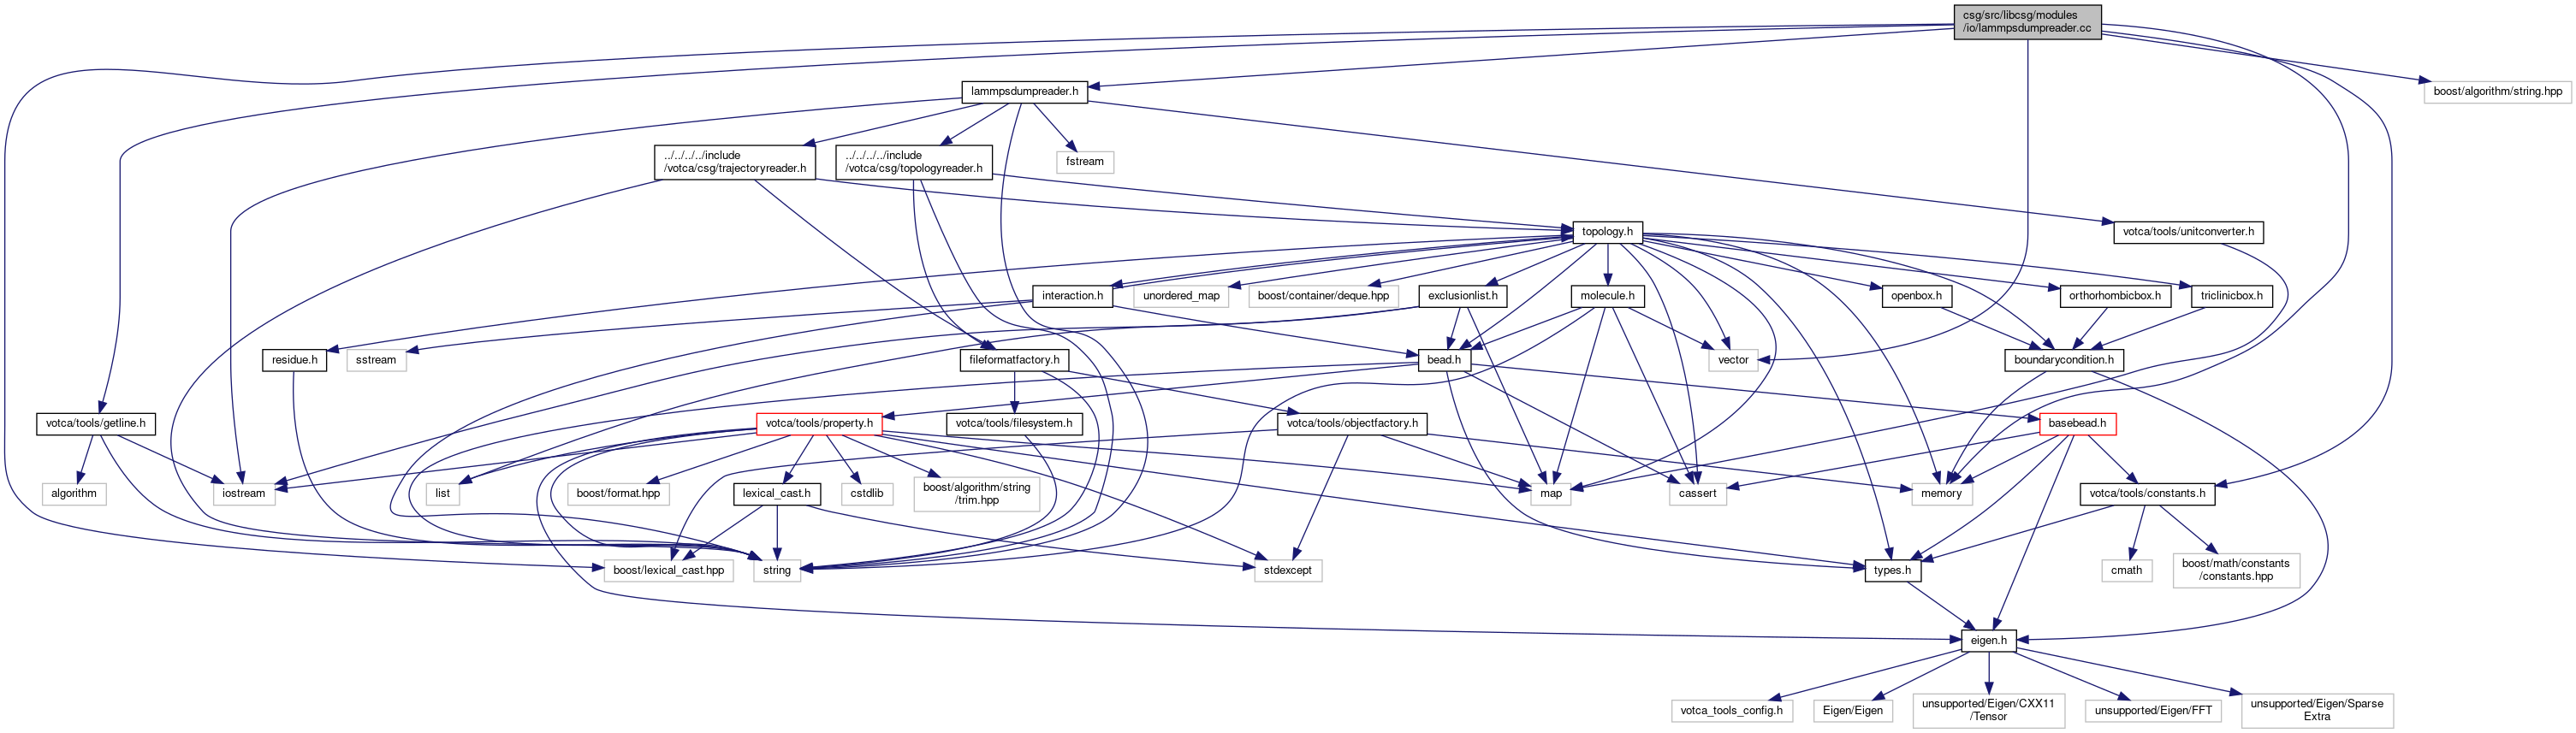 csg/src/libcsg/modules
/io/lammpsdumpreader.cc
lammpsdumpreader.h
boost/algorithm/string.hpp
../../../../include
/votca/csg/trajectoryreader.h
../../../../include
/votca/csg/topologyreader.h
fstream
topology.h
votca/tools/unitconverter.h
interaction.h
unordered_map
boost/container/deque.hpp
exclusionlist.h
molecule.h
openbox.h
orthorhombicbox.h
triclinicbox.h
residue.h
sstream
fileformatfactory.h
bead.h
vector
boundarycondition.h
votca/tools/getline.h
votca/tools/property.h
votca/tools/filesystem.h
votca/tools/objectfactory.h
basebead.h
algorithm
iostream
list
boost/format.hpp
lexical_cast.h
cstdlib
boost/algorithm/string
/trim.hpp
map
cassert
memory
votca/tools/constants.h
boost/lexical_cast.hpp
string
stdexcept
types.h
cmath
boost/math/constants
/constants.hpp
eigen.h
votca_tools_config.h
Eigen/Eigen
unsupported/Eigen/CXX11
/Tensor
unsupported/Eigen/FFT
unsupported/Eigen/Sparse
Extra